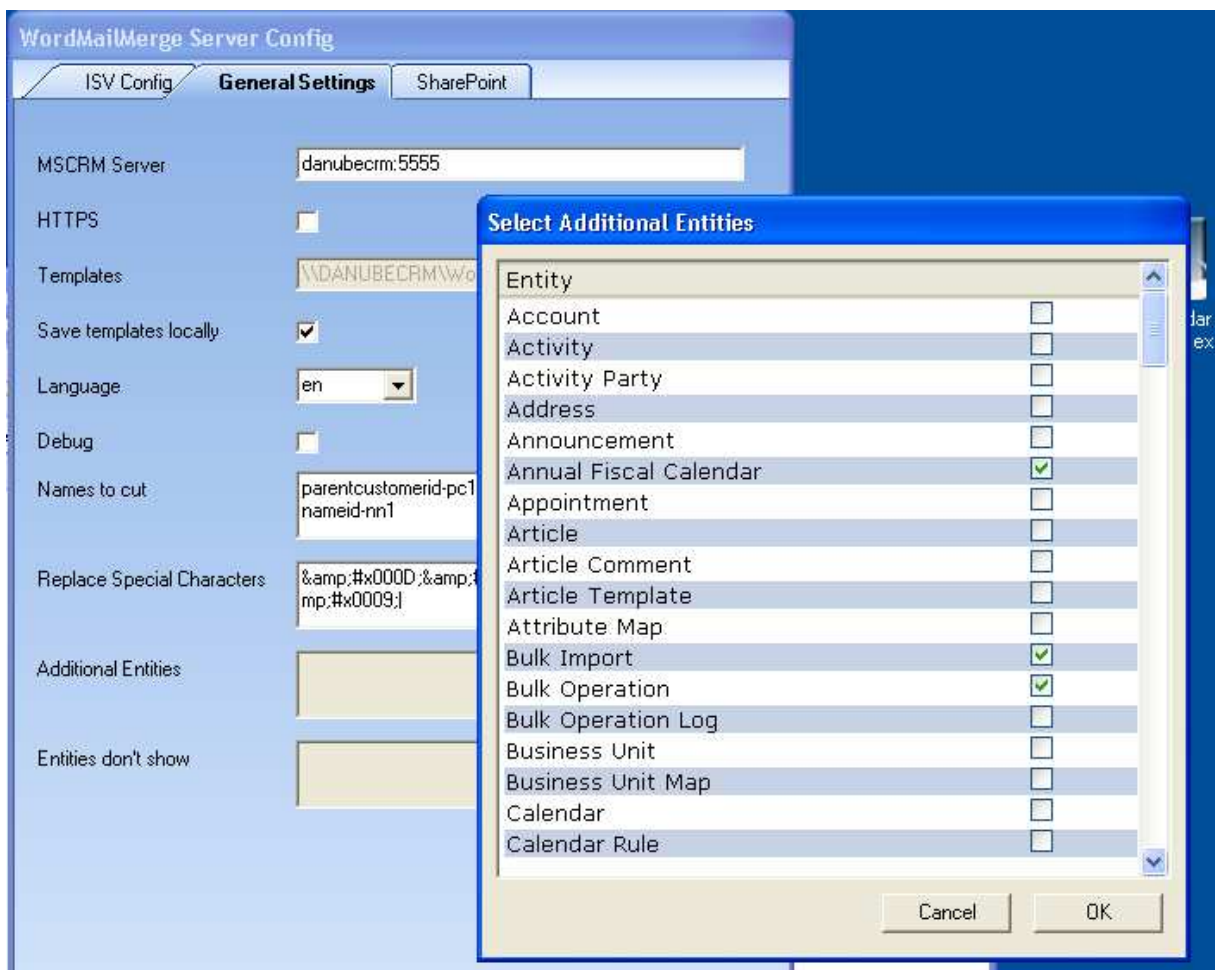 WordMailMerge Server Config
ISV Config General Settings SharePoint
MSCRM Server danubecrm:5555
HTTPS
Templates \\DANUBECRM\Wo
Save templates locally
Language en
Debug
Names to cut parentcustomerid-pc1
nameid-nn1
Replace Special Characters &amp;#x000D;&amp;
mp;#x0009;|
Additional Entities
Entities don't show
Select Additional Entities
Entity
Account
Activity
Activity Party
Address
Announcement
Annual Fiscal Calendar
Appointment
Article
Article Comment
Article Template
Attribute Map
Bulk Import
Bulk Operation
Bulk Operation Log
Business Unit
Business Unit Map
Calendar
Calendar Rule
Cancel OK
dar
ex